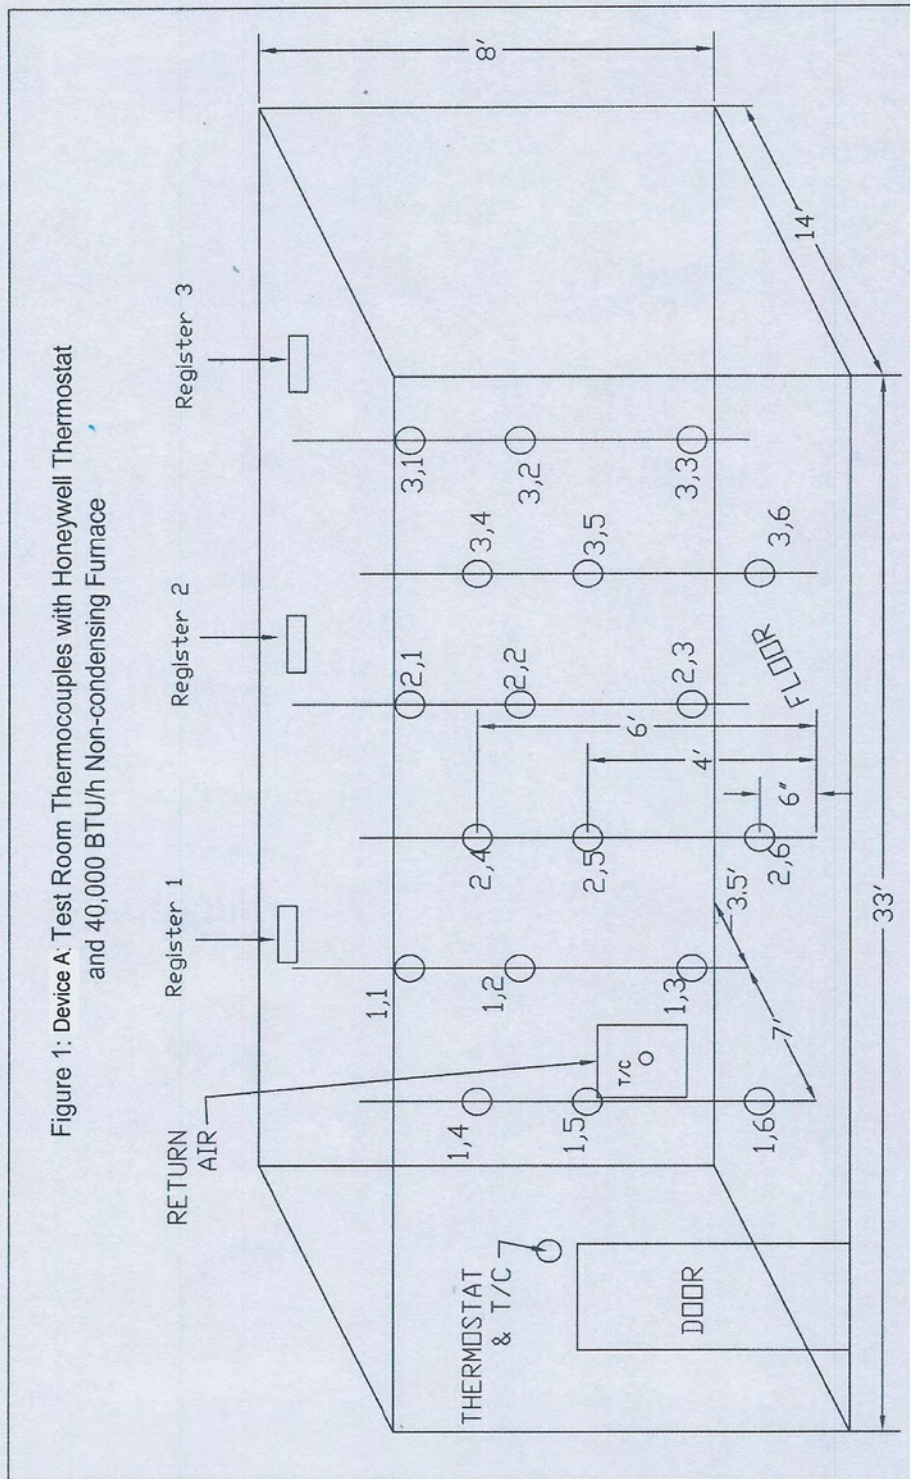 Figure 1: Device A: Test Room Thermocouples with Honeywell Thermostat
and 40,000 BTU/h Non-condensing Furnace
Register 1
Register 2
Register 3
RETURN
AIR
8'
14'
33'
THERMOSTAT
& T/C
DOOR
T/C
FLOOR
1,1
1,2
1,3
1,4
1,5
1,6
2,1
2,2
2,3
2,4
2,5
2,6
3,1
3,2
3,3
3,4
3,5
3,6
6'
4'
6"
3.5'
7'